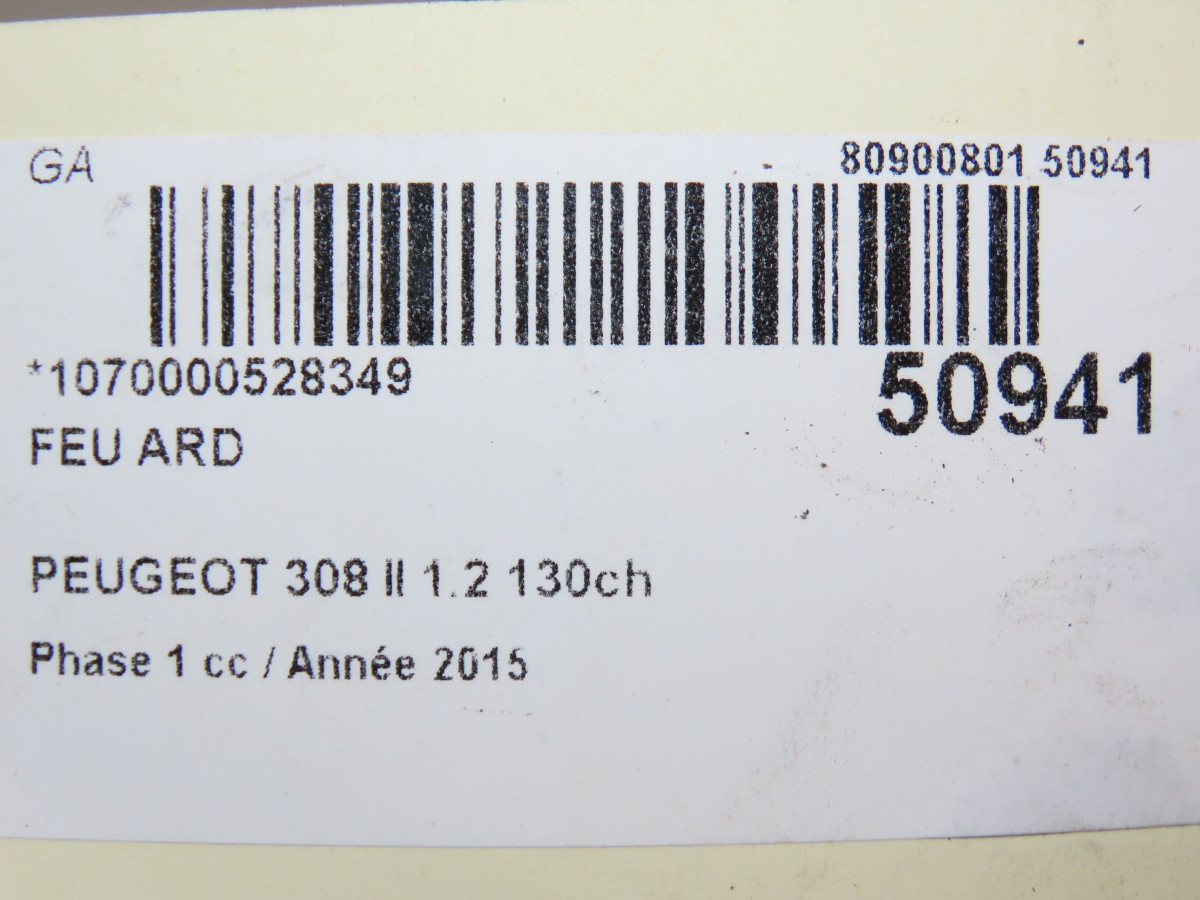 GA
80900801 50941
*1070000528349
50941
FEU ARD
PEUGEOT 308 II 1.2 130ch
Phase 1 cc / Année 2015